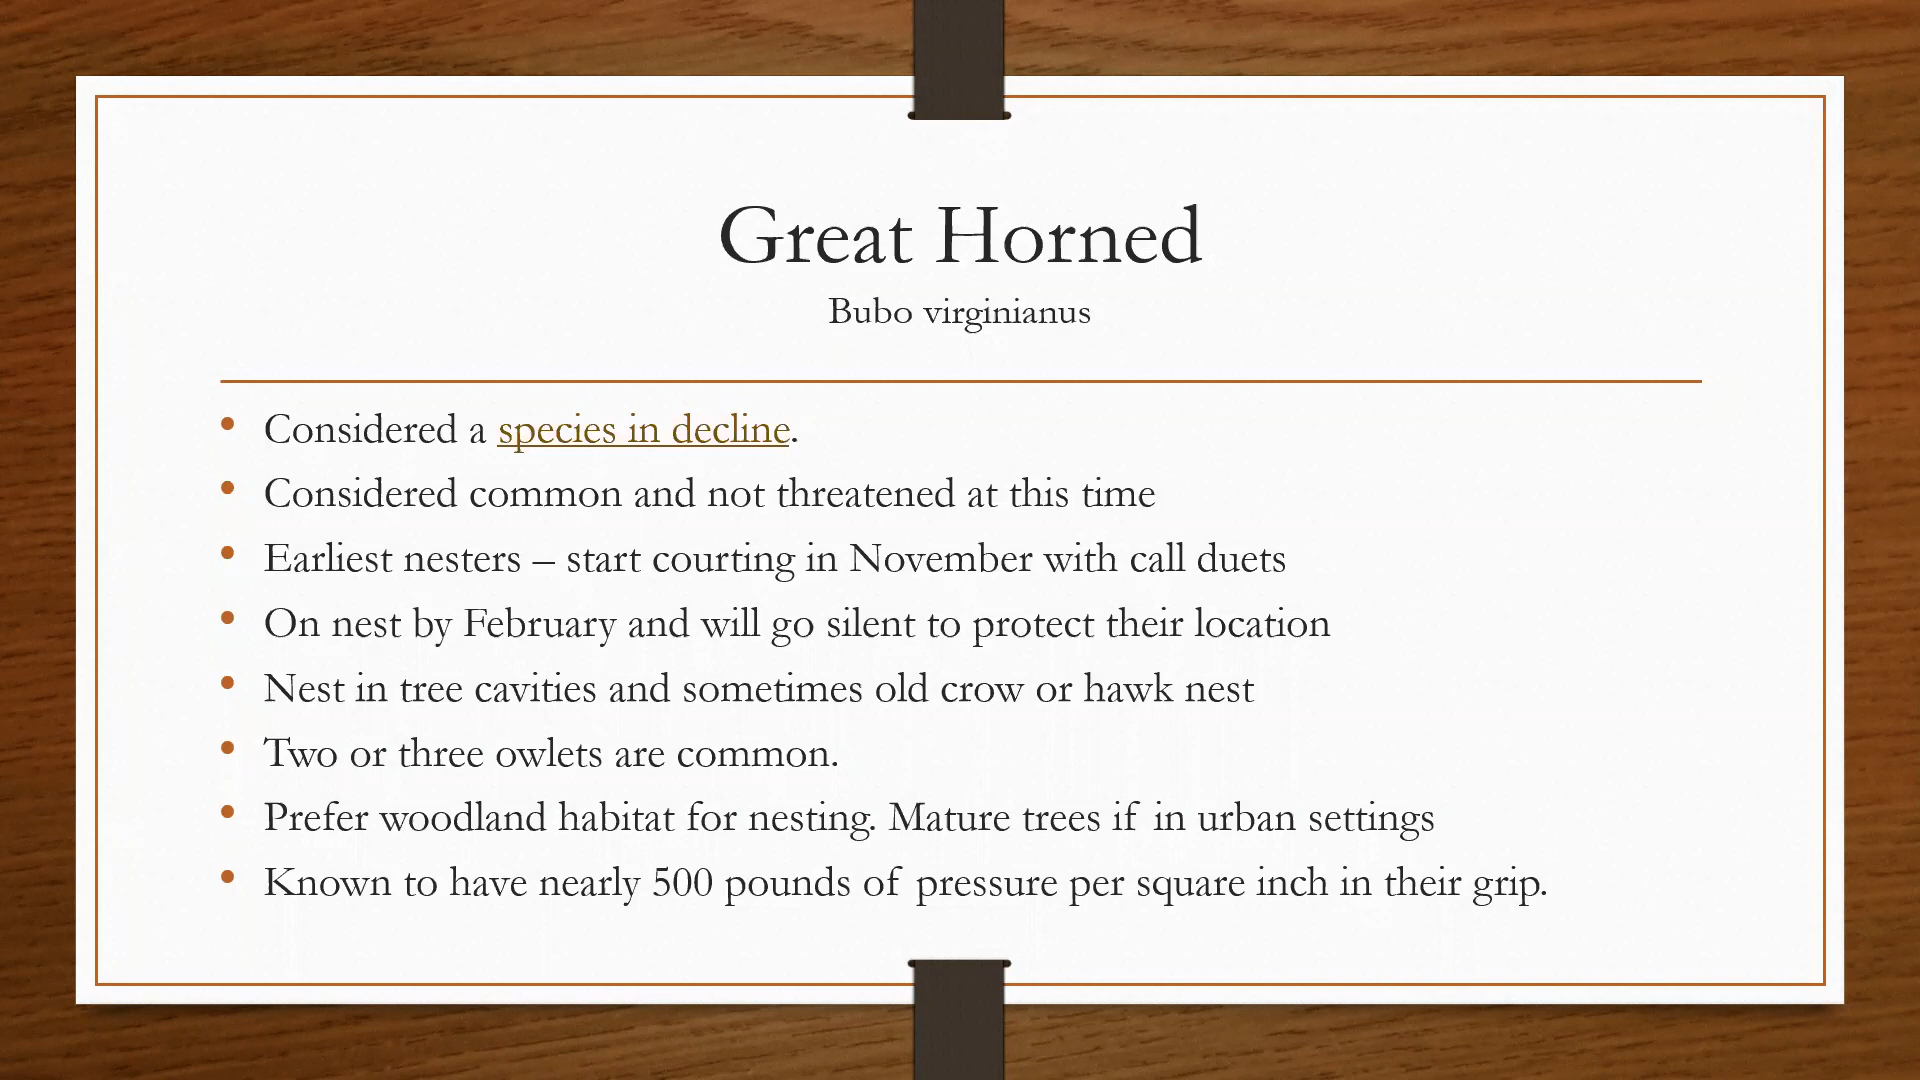 Great Horned
Bubo virginianus
• Considered a species in decline.
• Considered common and not threatened at this time
• Earliest nesters – start courting in November with call duets
• On nest by February and will go silent to protect their location
• Nest in tree cavities and sometimes old crow or hawk nest
• Two or three owlets are common.
• Prefer woodland habitat for nesting. Mature trees if in urban settings
• Known to have nearly 500 pounds of pressure per square inch in their grip.